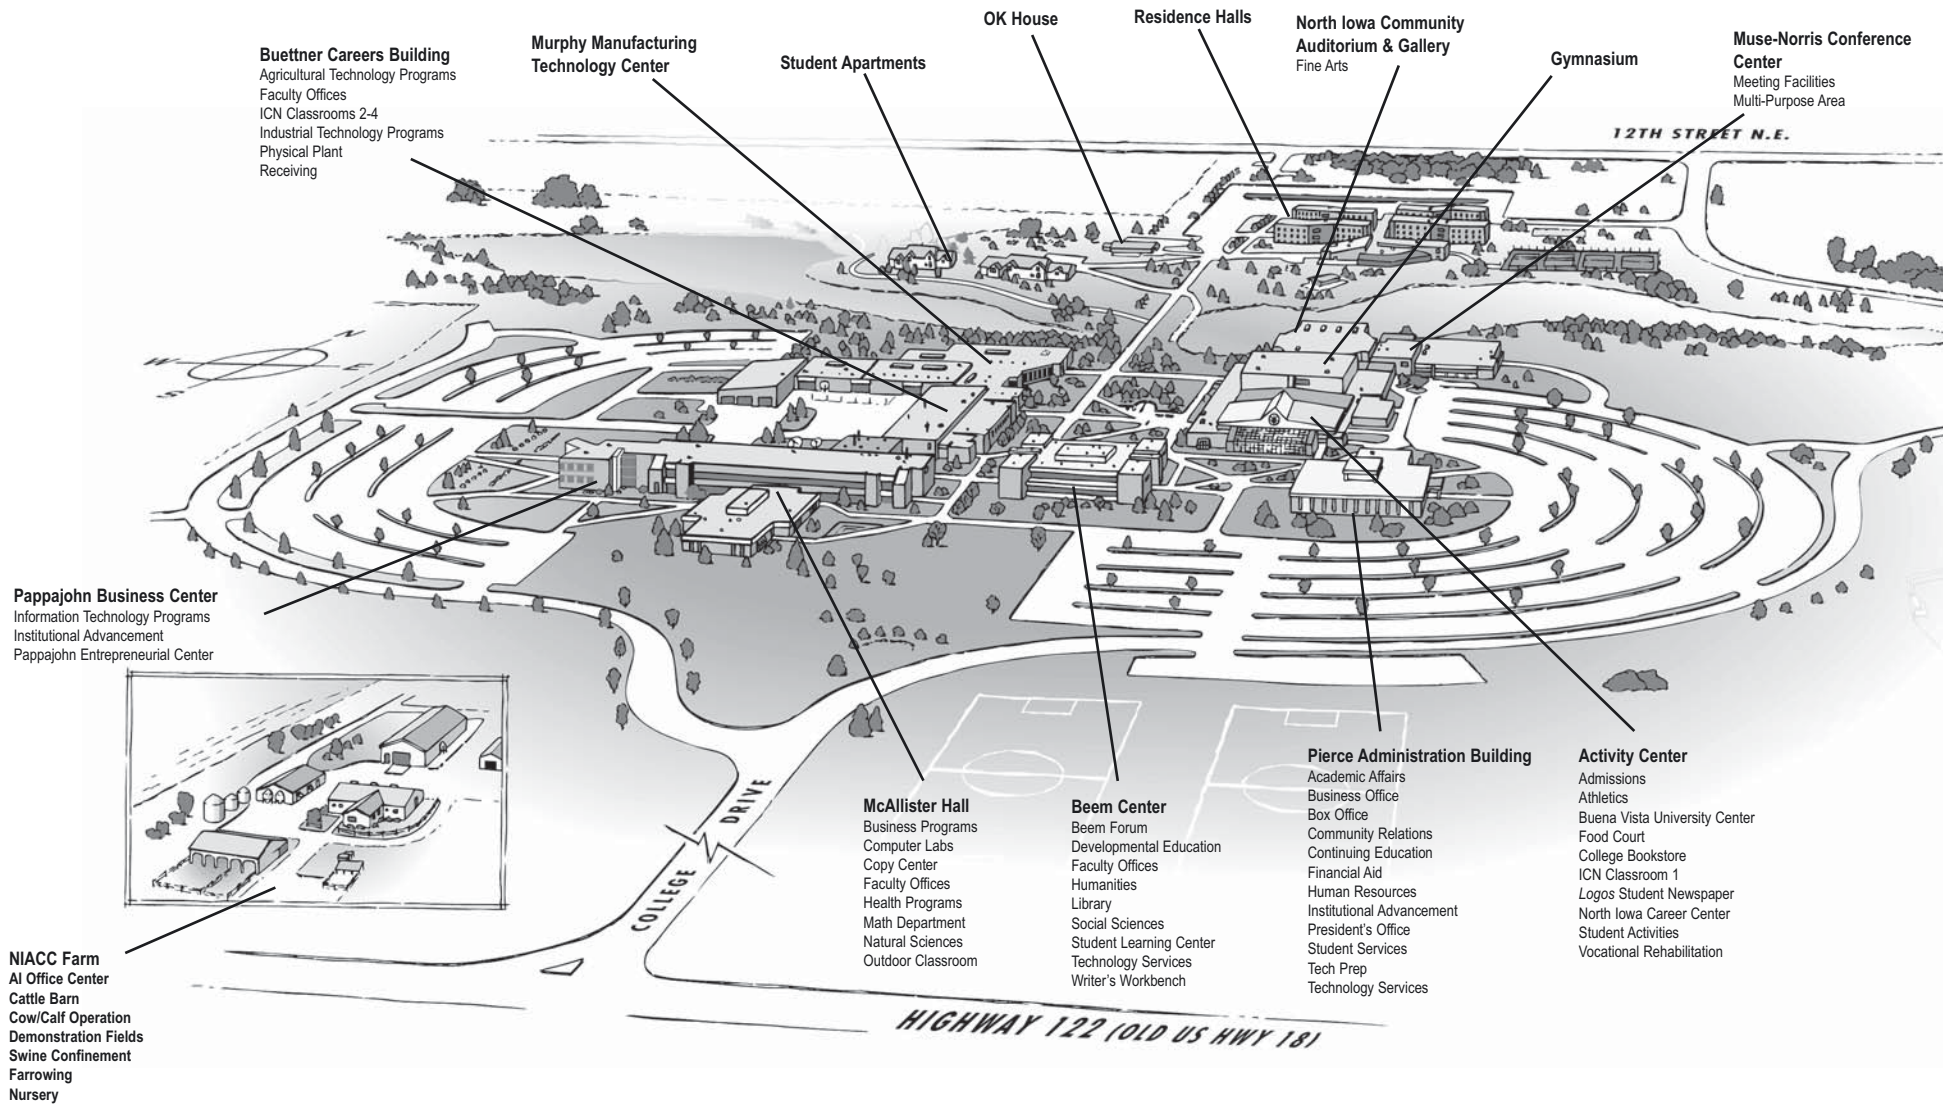 Buettner Careers Building
Agricultural Technology Programs
Faculty Offices
ICN Classrooms 2-4
Industrial Technology Programs
Physical Plant
Receiving
Murphy Manufacturing
Technology Center
Student Apartments
OK House
Residence Halls
North Iowa Community
Auditorium & Gallery
Fine Arts
Gymnasium
Muse-Norris Conference
Center
Meeting Facilities
Multi-Purpose Area
12TH STREET N.E.
N
W
E
S
Pappajohn Business Center
Information Technology Programs
Institutional Advancement
Pappajohn Entrepreneurial Center
NIACC Farm
AI Office Center
Cattle Barn
Cow/Calf Operation
Demonstration Fields
Swine Confinement
Farrowing
Nursery
COLLEGE DRIVE
McAllister Hall
Business Programs
Computer Labs
Copy Center
Faculty Offices
Health Programs
Math Department
Natural Sciences
Outdoor Classroom
Beem Center
Beem Forum
Developmental Education
Faculty Offices
Humanities
Library
Social Sciences
Student Learning Center
Technology Services
Writer's Workbench
Pierce Administration Building
Academic Affairs
Business Office
Box Office
Community Relations
Continuing Education
Financial Aid
Human Resources
Institutional Advancement
President's Office
Student Services
Tech Prep
Technology Services
Activity Center
Admissions
Athletics
Buena Vista University Center
Food Court
College Bookstore
ICN Classroom 1
Logos Student Newspaper
North Iowa Career Center
Student Activities
Vocational Rehabilitation
HIGHWAY 122 (OLD US HWY 18)